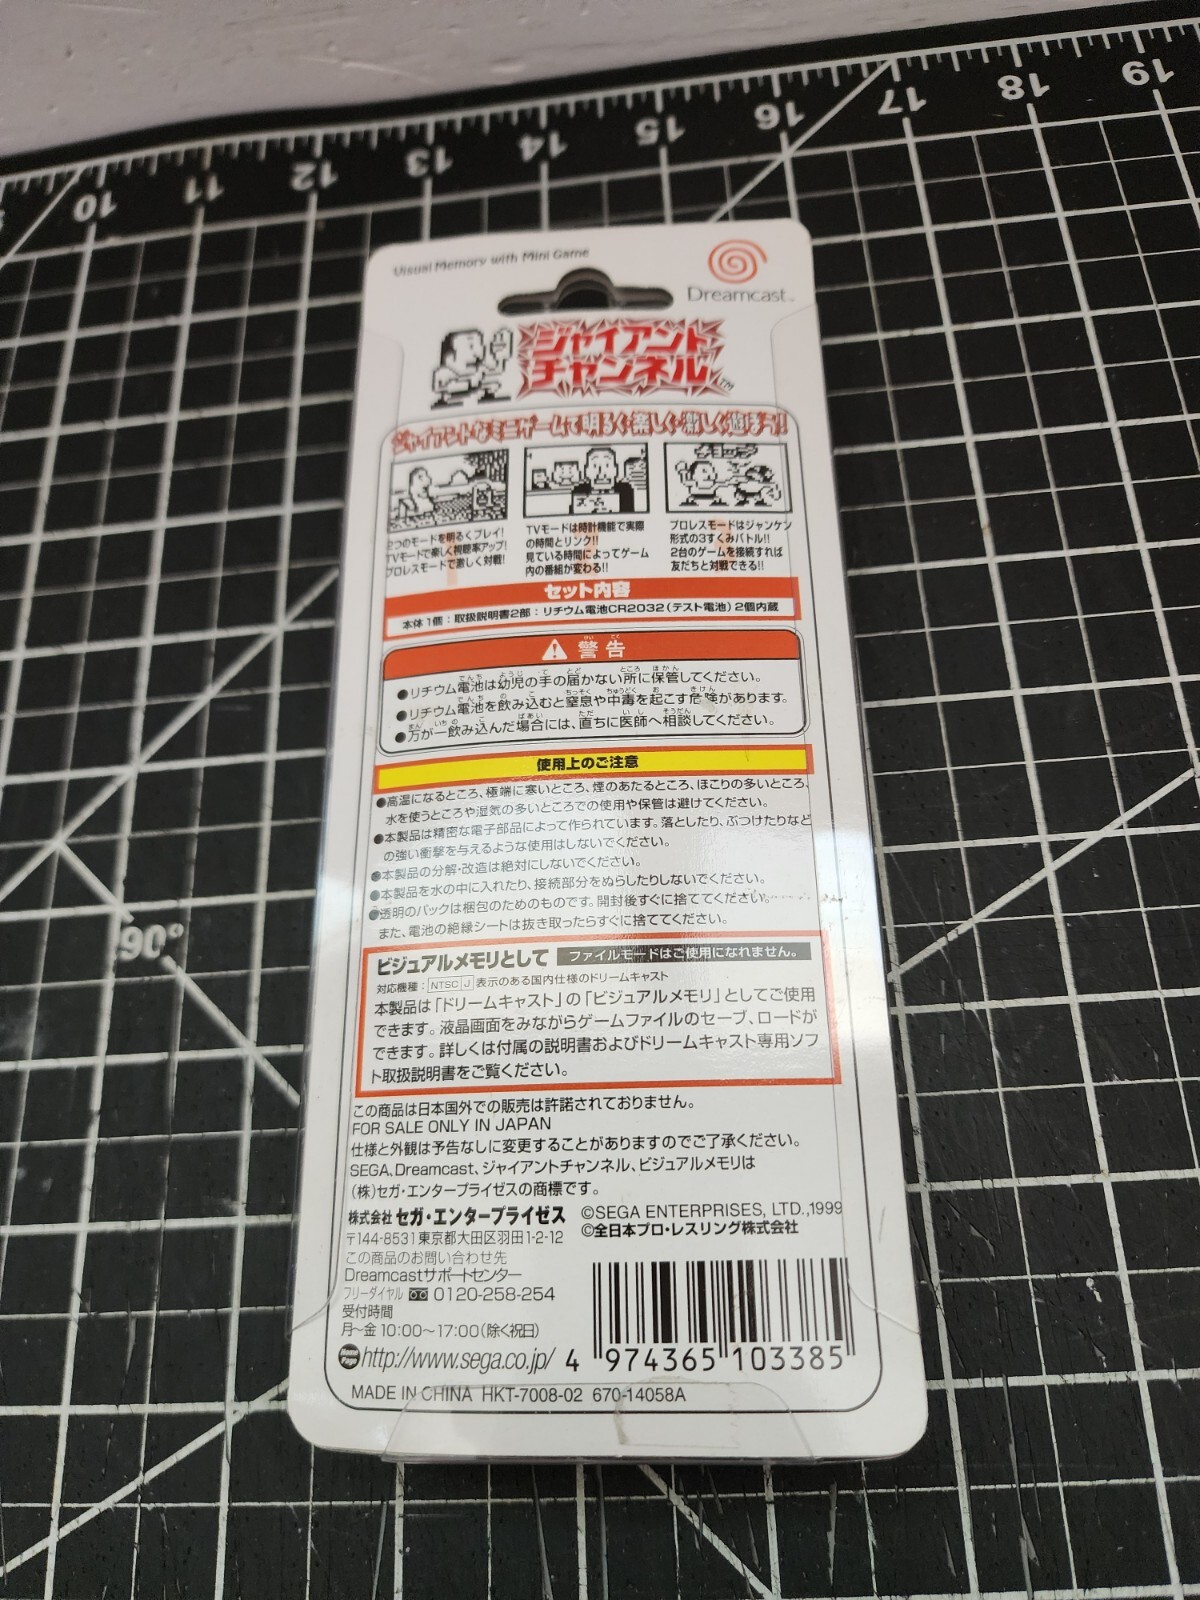 10 11 12 13 14 15 16 17 18 19
Visual Memory with Mini Game
Dreamcast™
ジャイアント
チャンネル™
ジャイアントなミニゲームで明るく・楽しく・激しく遊ぼう!!
チョップ
2つのモードを明るくプレイ!
TVモードで楽しく視聴率アップ!
プロレスモードで激しく対戦!
TVモードは時計機能で実際
の時間とリンク!!
見ている時間によってゲーム
内の番組が変わる!!
プロレスモードはジャンケン
形式の3すくみバトル!!
2台のゲームを接続すれば
友だちと対戦できる!!
セット内容
本体1個:取扱説明書2部:リチウム電池CR2032(テスト電池)2個内蔵
警告
●リチウム電池は幼児の手の届かない所に保管してください。
●リチウム電池を飲み込むと窒息や中毒を起こす危険があります。
●万が一飲み込んだ場合には、直ちに医師へ相談してください。
使用上のご注意
●高温になるところ、極端に寒いところ、煙のあたるところ、ほこりの多いところ、
水を使うところや湿気の多いところでの使用や保管は避けてください。
●本製品は精密な電子部品によって作られています。落としたり、ぶつけたりなど
の強い衝撃を与えるような使用はしないでください。
●本製品の分解・改造は絶対にしないでください。
●本製品を水の中に入れたり、接続部分をぬらしたりしないでください。
●透明のパックは梱包のためのものです。開封後すぐに捨ててください。
また、電池の絶縁シートは抜き取ったらすぐに捨ててください。
90°
ビジュアルメモリとして ファイルモードはご使用になれません。
対応機種:NTSC J 表示のある国内仕様のドリームキャスト
本製品は「ドリームキャスト」の「ビジュアルメモリ」としてご使用
できます。液晶画面をみながらゲームファイルのセーブ、ロードが
できます。詳しくは付属の説明書およびドリームキャスト専用ソフ
ト取扱説明書をご覧ください。
この商品は日本国外での販売は許諾されておりません。
FOR SALE ONLY IN JAPAN
仕様と外観は予告なしに変更することがありますのでご了承ください。
SEGA、Dreamcast、ジャイアントチャンネル、ビジュアルメモリは
(株)セガ・エンタープライゼスの商標です。
株式会社 セガ・エンタープライゼス
©SEGA ENTERPRISES, LTD.,1999
〒144-8531 東京都大田区羽田1-2-12
©全日本プロ・レスリング株式会社
この商品のお問い合わせ先
Dreamcastサポートセンター
フリーダイヤル 0120-258-254
受付時間
月〜金 10:00〜17:00(除く祝日)
Home Page http://www.sega.co.jp/
4 974365 103385
MADE IN CHINA HKT-7008-02 670-14058A